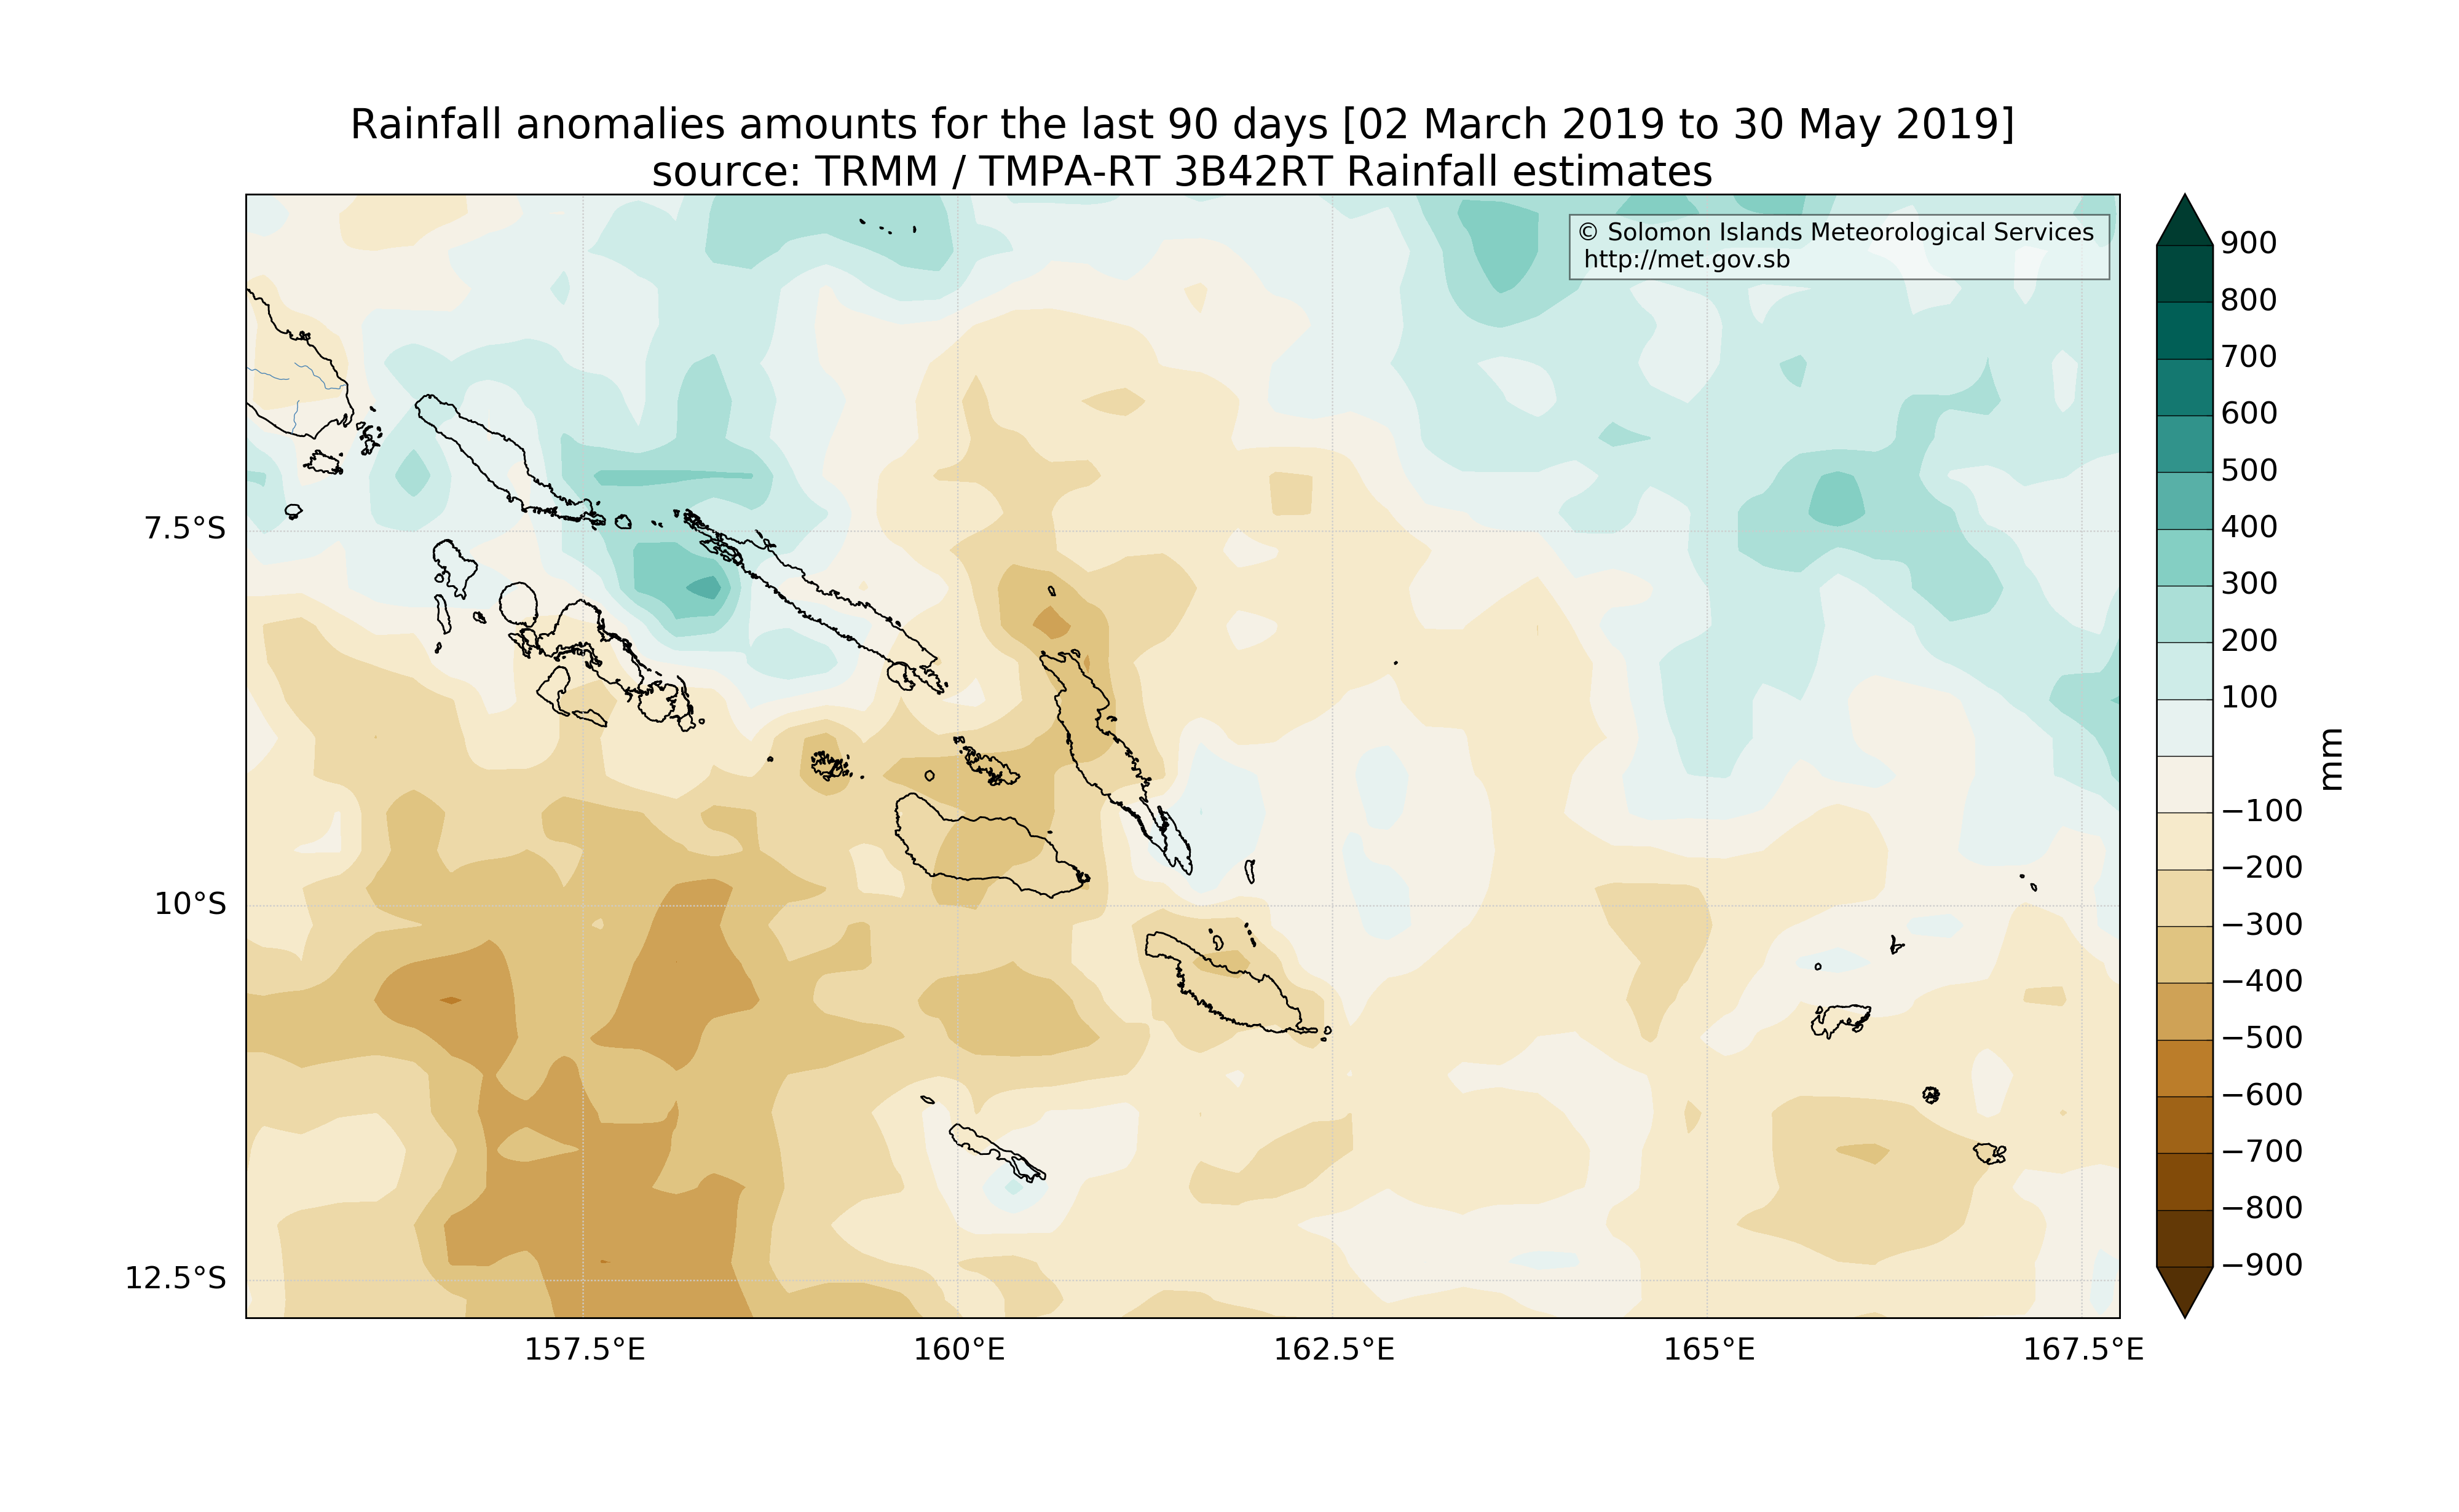 Rainfall anomalies amounts for the last 90 days [02 March 2019 to 30 May 2019]
source: TRMM / TMPA-RT 3B42RT Rainfall estimates
© Solomon Islands Meteorological Services
http://met.gov.sb
7.5°S
10°S
12.5°S
157.5°E
160°E
162.5°E
165°E
167.5°E
900
800
700
600
500
400
300
200
100
−100
−200
−300
−400
−500
−600
−700
−800
−900
mm